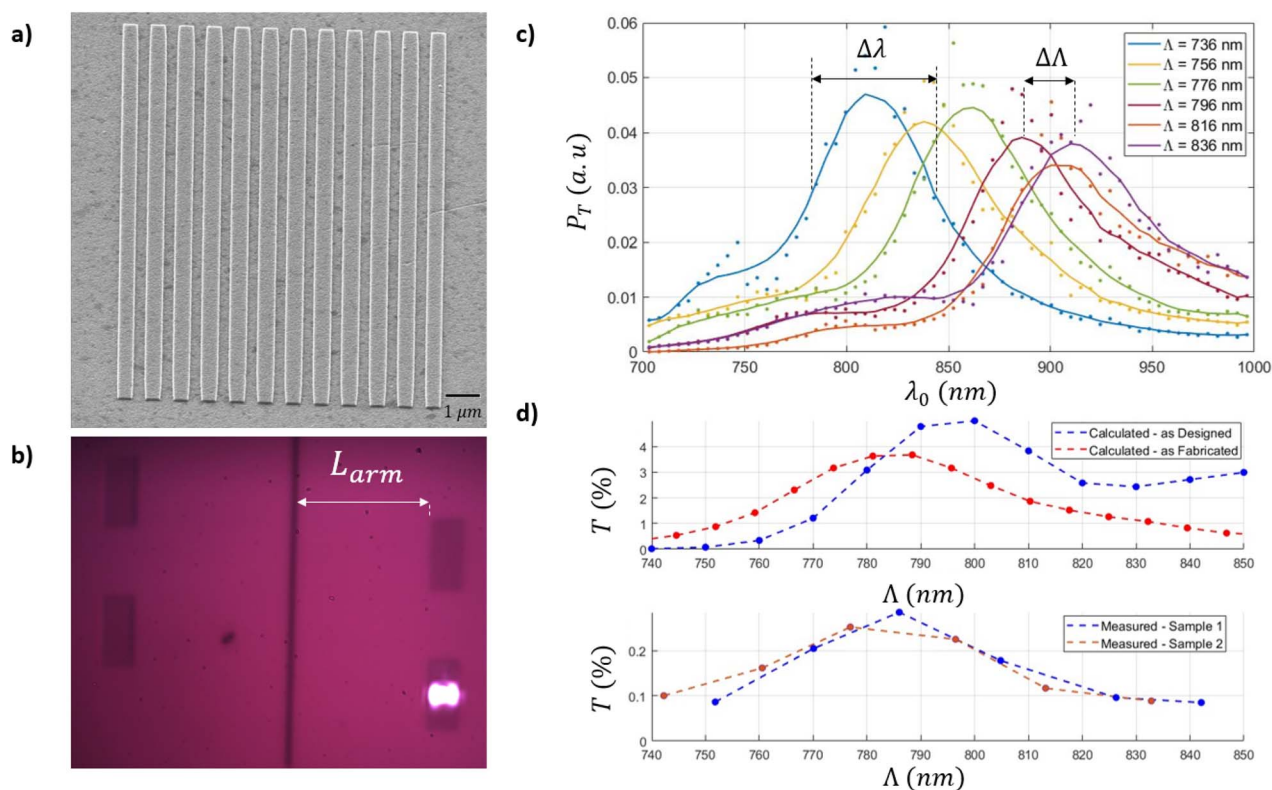 a)
1 μm
b)
L_arm
c)
0.06
0.05
0.04
0.03
0.02
0.01
0
P_T (a.u)
Δλ
ΔΛ
Λ = 736 nm
Λ = 756 nm
Λ = 776 nm
Λ = 796 nm
Λ = 816 nm
Λ = 836 nm
700 750 800 850 900 950 1000
λ_0 (nm)
d)
T (%)
4
3
2
1
0
Calculated - as Designed
Calculated - as Fabricated
740 750 760 770 780 790 800 810 820 830 840 850
Λ (nm)
T (%)
0.2
0.1
0
Measured - Sample 1
Measured - Sample 2
740 750 760 770 780 790 800 810 820 830 840 850
Λ (nm)